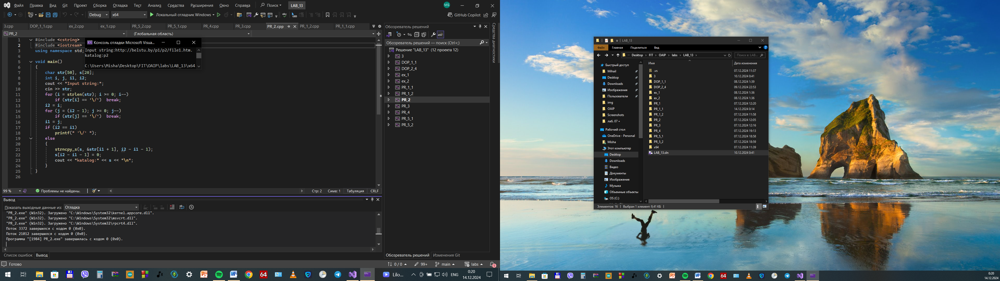 Файл Правка Вид Git Проект Сборка Отладка Тест Анализ Средства Расширения Окно Справка Поиск LAB_13 МБ
Debug x64 Локальный отладчик Windows GitHub Copilot
3.cpp DOP_1_1.cpp ex_2.cpp ex_1.cpp PR_5_2.cpp PR_5_1.cpp PR_4.cpp PR_3.cpp PR_2.cpp PR_1_2.cpp PR_1_1.cpp
PR_2 (Глобальная область)
1 #include <cstring>
2 #include <iostream>
3 using namespace std;
4
5 void main()
6 {
7 char str[50], s[20];
8 int i, j, i1, i2;
9 cout << "Input string:";
10 cin >> str;
11 for (i = strlen(str); i >= 0; i--)
12 if (str[i] == '\/') break;
13 i2 = i;
14 for (j = (i2 - 1); j >= 0; j--)
15 if (str[j] == '\/') break;
16 i1 = j;
17 if (i2 == i1)
18 printf(" '\/' ");
19 else
20 {
21 strncpy_s(s, &str[i1 + 1], i2 - i1 - 1);
22 s[i2 - i1 - 1] = 0;
23 cout << "katalog:" << s << "\n";
24 }
25 }
26
Консоль отладки Microsoft Visua...
Input string:http://belstu.by/p1/p2/file1.htm.
katalog:p2
C:\Users\Misha\Desktop\FIT\OAIP\labs\LAB_13\x64
99 % Проблемы не найдены. Стр: 2 Симв: 1 Табуляция CRLF
Вывод
Показать выходные данные из: Отладка
"PR_2.exe" (Win32). Загружено "C:\Windows\System32\kernel.appcore.dll".
"PR_2.exe" (Win32). Загружено "C:\Windows\System32\msvcrt.dll".
"PR_2.exe" (Win32). Загружено "C:\Windows\System32\rpcrt4.dll".
Поток 3372 завершился с кодом 0 (0x0).
Поток 21012 завершился с кодом 0 (0x0).
Программа "[1984] PR_2.exe" завершилась с кодом 0 (0x0).
Список ошибок Вывод
Готово
Обозреватель решений
Обозреватель решений — поиск (Ctrl+;)
Решение "LAB_13" (12 проекта 12)
3
DOP_1_1
DOP_2_4
ex_1
ex_2
PR_1_1
PR_1_2
PR_2
PR_3
PR_4
PR_5_1
PR_5_2
Обозреватель решений Изменения Git
0 / 0 99+ main labs 1
Средства диагностики
64 Lilo... ENG 0:20
14.12.2024
LAB_13
Файл Главная Поделиться Вид
Desktop FIT OAIP labs LAB_13 Поиск в: LAB...
Быстрый доступ
Mihail
Desktop
Downloads
Изображения
Пользователи
img
OAIP
Screenshots
лаб. 07 +
Рабочий стол
OneDrive - Personal
Misha
Этот компьютер
Desktop
Downloads
Видео
Документы
Изображения
Музыка
Объемные объекты
OS (C:)
Имя Дата изменения
.vs 07.12.2024 11:37
3 10.12.2024 0:41
DOP_1_1 08.12.2024 1:39
DOP_2_4 09.12.2024 22:53
ex_1 08.12.2024 1:36
ex_2 08.12.2024 1:36
PR_1 07.12.2024 12:20
PR_1_1 14.12.2024 0:14
PR_1_2 07.12.2024 11:58
PR_2 07.12.2024 12:05
PR_3 07.12.2024 12:16
PR_4 07.12.2024 19:13
PR_5_1 07.12.2024 18:58
PR_5_2 07.12.2024 18:59
x64 07.12.2024 11:39
LAB_13.sln 10.12.2024 0:41
Элементов: 16 Выбран 1 элемент: 9,41 КБ
64 0:20
14.12.2024